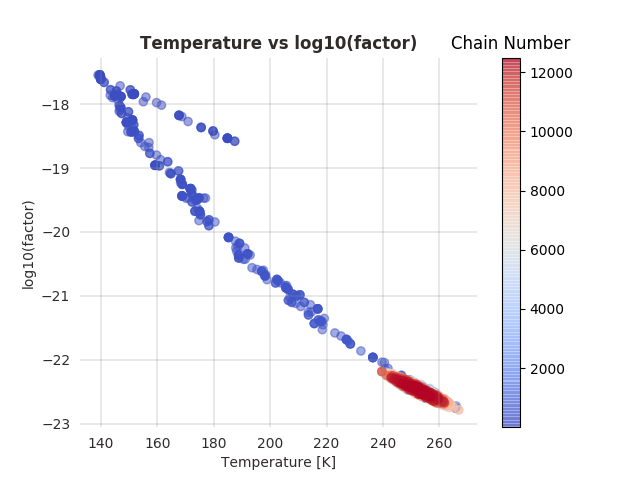 Temperature vs log10(factor)
Chain Number
log10(factor)
−18
−19
−20
−21
−22
−23
140 160 180 200 220 240 260
Temperature [K]
12000
10000
8000
6000
4000
2000